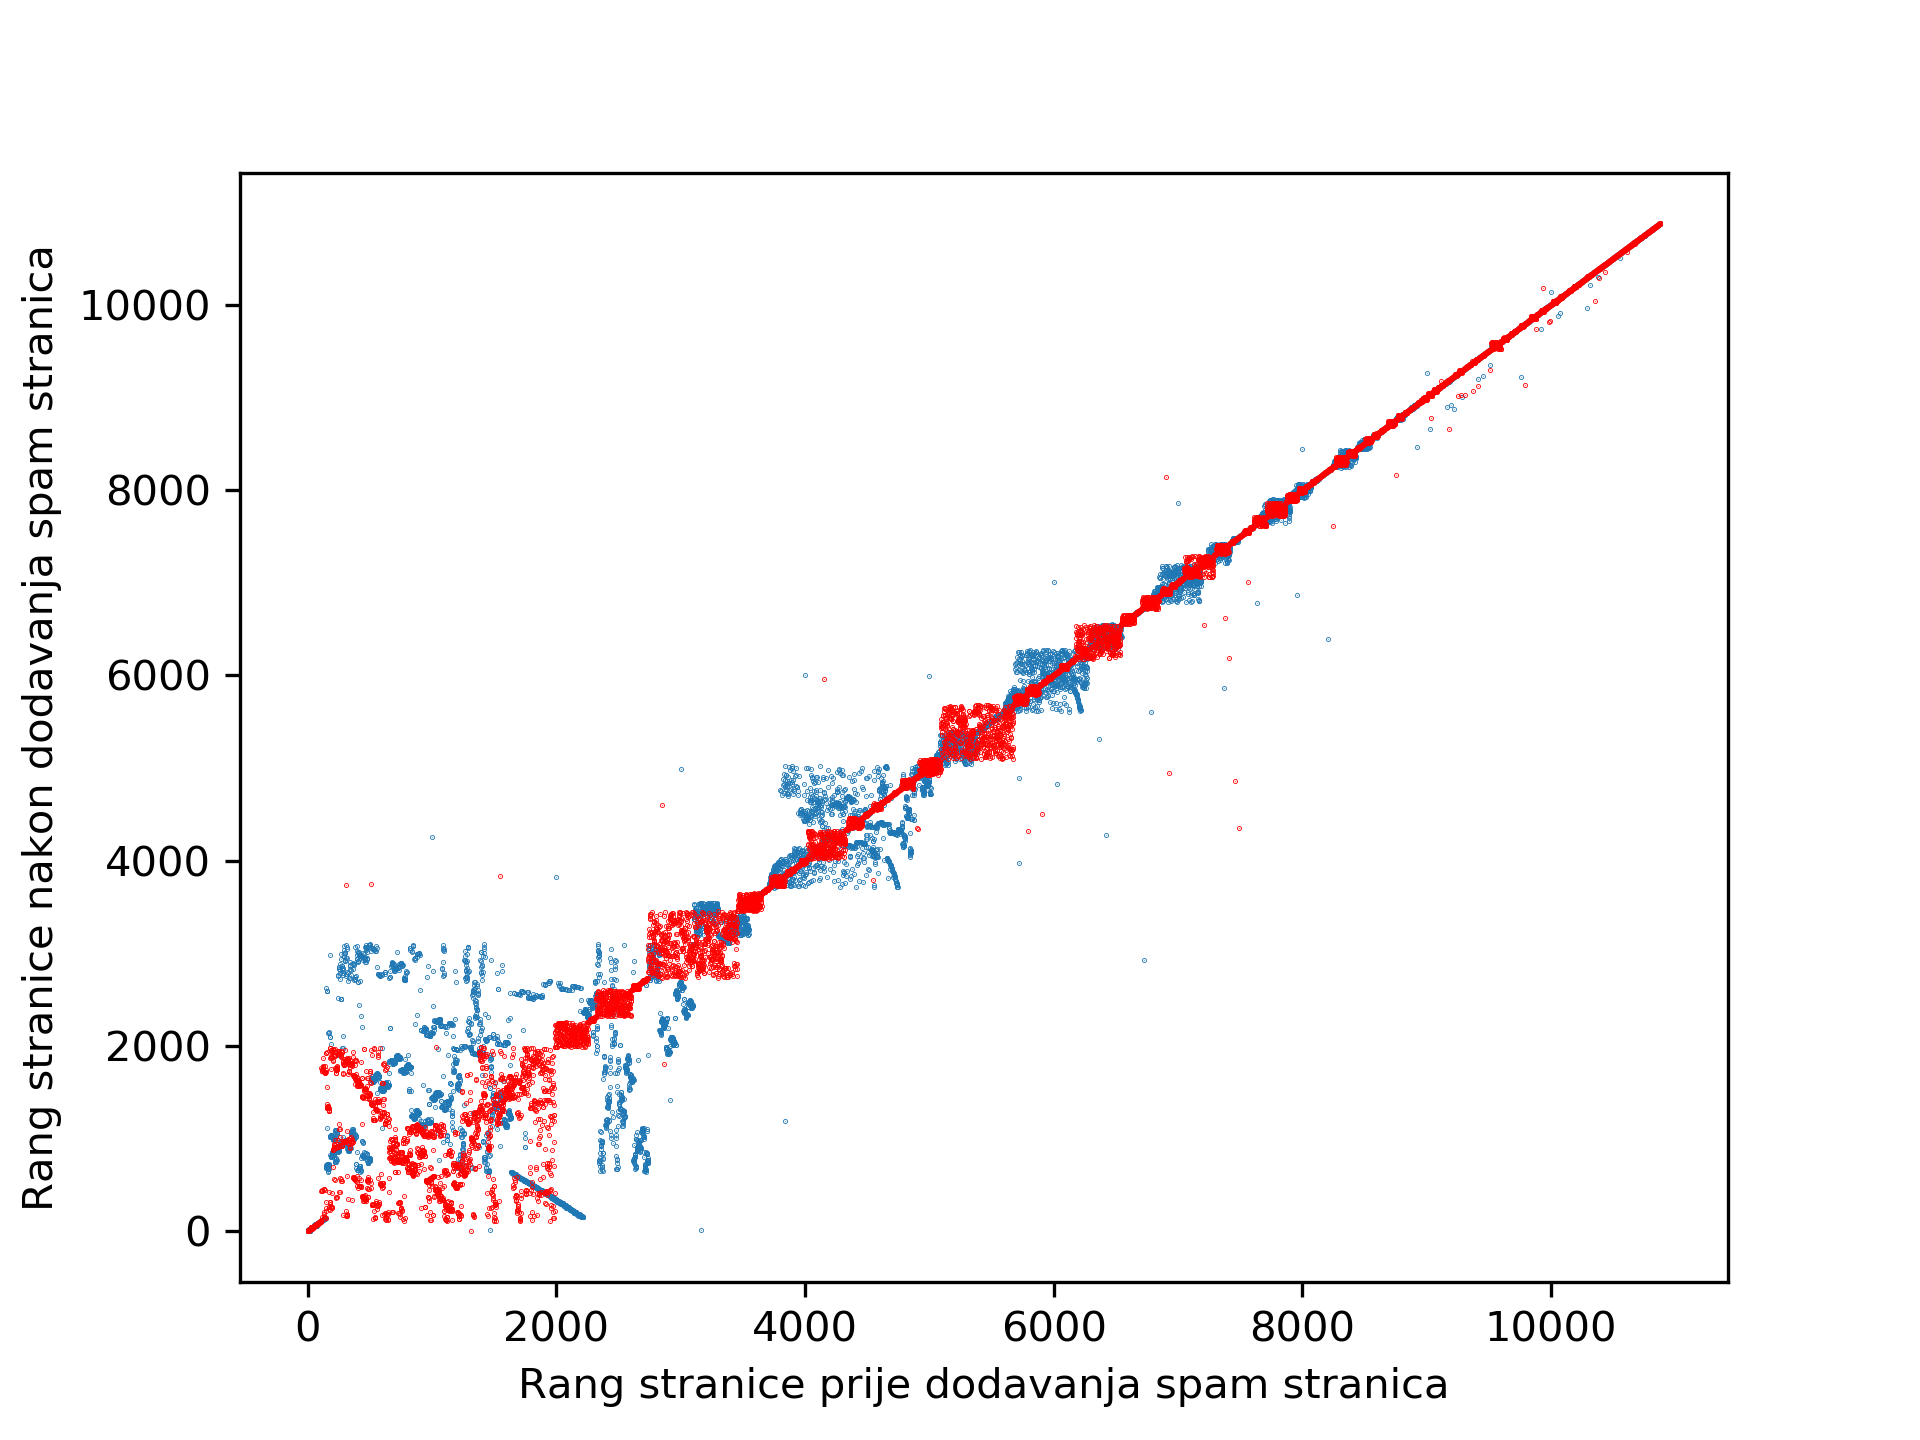 Rang stranice nakon dodavanja spam stranica
10000
8000
6000
4000
2000
0
0 2000 4000 6000 8000 10000
Rang stranice prije dodavanja spam stranica